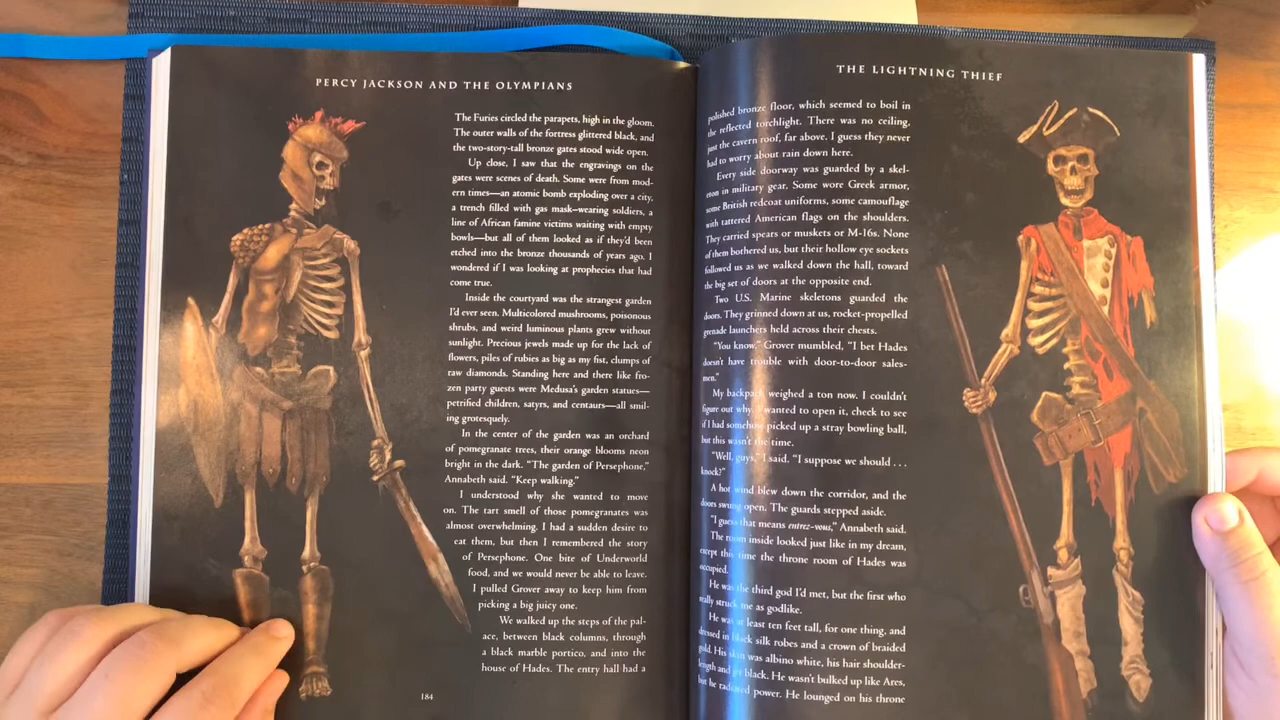 PERCY JACKSON AND THE OLYMPIANS
The Furies circled the parapets, high in the gloom.
The outer walls of the fortress glittered black, and
the two-story-tall bronze gates stood wide open.
Up close, I saw that the engravings on the
gates were scenes of death. Some were from mod-
ern times—an atomic bomb exploding over a city,
a trench filled with gas mask–wearing soldiers, a
line of African famine victims waiting with empty
bowls—but all of them looked as if they'd been
etched into the bronze thousands of years ago. I
wondered if I was looking at prophecies that had
come true.
Inside the courtyard was the strangest garden
I'd ever seen. Multicolored mushrooms, poisonous
shrubs, and weird luminous plants grew without
sunlight. Precious jewels made up for the lack of
flowers, piles of rubies as big as my fist, clumps of
raw diamonds. Standing here and there like fro-
zen party guests were Medusa's garden statues—
petrified children, satyrs, and centaurs—all smil-
ing grotesquely.
In the center of the garden was an orchard
of pomegranate trees, their orange blooms neon
bright in the dark. "The garden of Persephone,"
Annabeth said. "Keep walking."
I understood why she wanted to move
on. The tart smell of those pomegranates was
almost overwhelming. I had a sudden desire to
eat them, but then I remembered the story
of Persephone. One bite of Underworld
food, and we would never be able to leave.
I pulled Grover away to keep him from
picking a big juicy one.
We walked up the steps of the pal-
ace, between black columns, through
a black marble portico, and into the
house of Hades. The entry hall had a
184
THE LIGHTNING THIEF
polished bronze floor, which seemed to boil in
the reflected torchlight. There was no ceiling,
just the cavern roof, far above. I guess they never
had to worry about rain down here.
Every side doorway was guarded by a skel-
eton in military gear. Some wore Greek armor,
some British redcoat uniforms, some camouflage
with tattered American flags on the shoulders.
They carried spears or muskets or M-16s. None
of them bothered us, but their hollow eye sockets
followed us as we walked down the hall, toward
the big set of doors at the opposite end.
Two U.S. Marine skeletons guarded the
doors. They grinned down at us, rocket-propelled
grenade launchers held across their chests.
"You know," Grover mumbled, "I bet Hades
doesn't have trouble with door-to-door sales-
men."
My backpack weighed a ton now. I couldn't
figure out why. I wanted to open it, check to see
if I had somehow picked up a stray bowling ball,
but this wasn't the time.
"Well, guys," I said. "I suppose we should . . .
knock?"
A hot wind blew down the corridor, and the
doors swung open. The guards stepped aside.
"I guess that means entrez-vous," Annabeth said.
The room inside looked just like in my dream,
except this time the throne room of Hades was
occupied.
He was the third god I'd met, but the first who
really struck me as godlike.
He was at least ten feet tall, for one thing, and
dressed in black silk robes and a crown of braided
gold. His skin was albino white, his hair shoulder-
length and jet black. He wasn't bulked up like Ares,
but he radiated power. He lounged on his throne